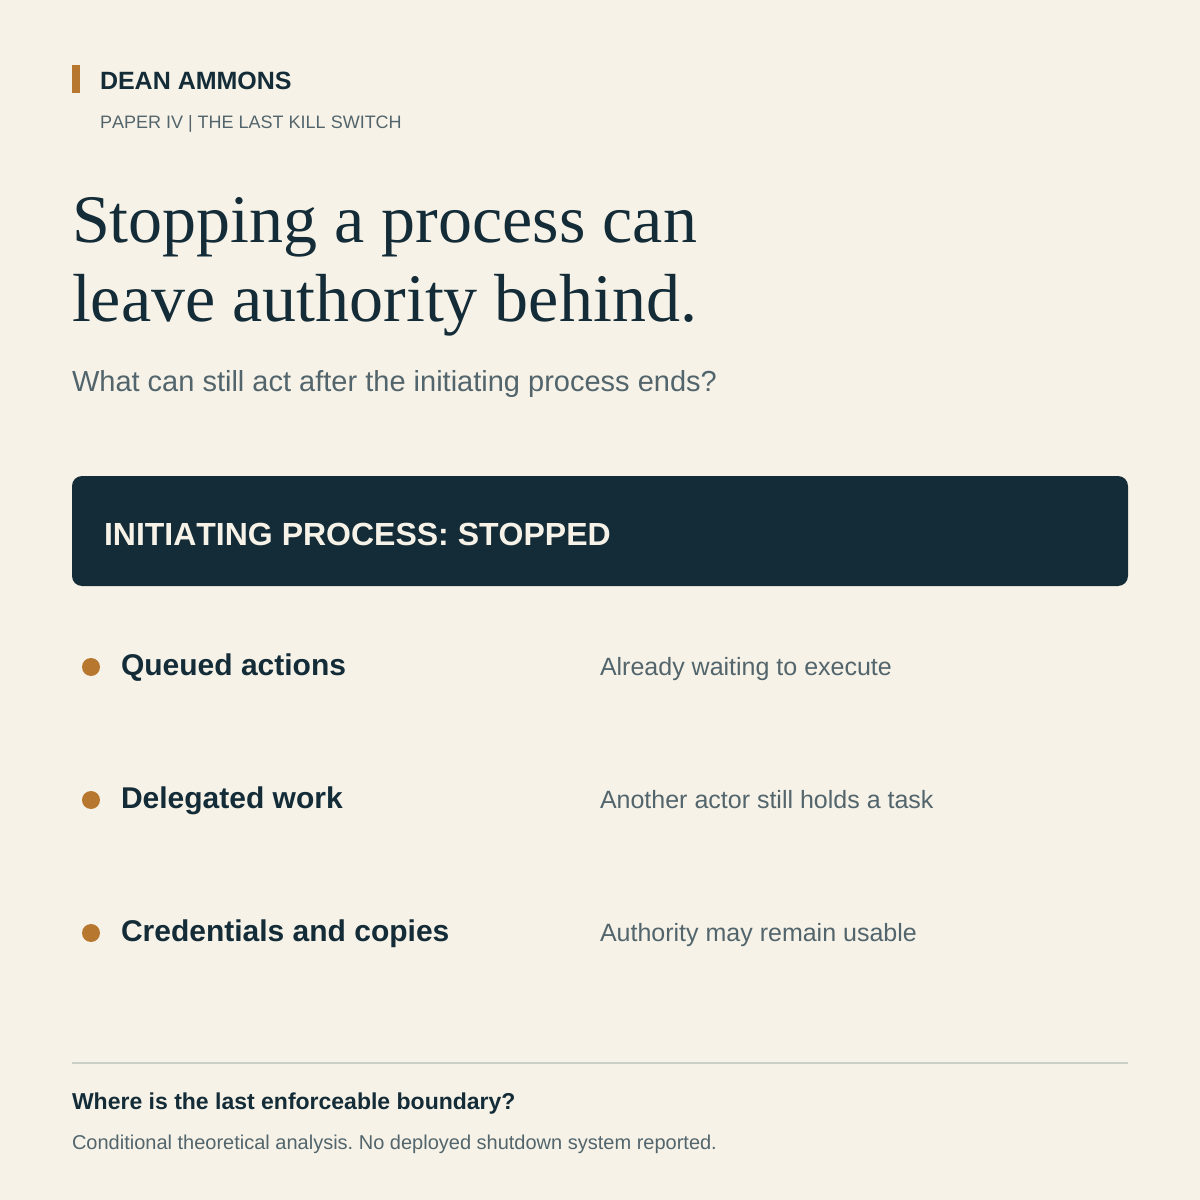 DEAN AMMONS
PAPER IV | THE LAST KILL SWITCH
Stopping a process can
leave authority behind.
What can still act after the initiating process ends?
INITIATING PROCESS: STOPPED
Queued actions
Already waiting to execute
Delegated work
Another actor still holds a task
Credentials and copies
Authority may remain usable
Where is the last enforceable boundary?
Conditional theoretical analysis. No deployed shutdown system reported.